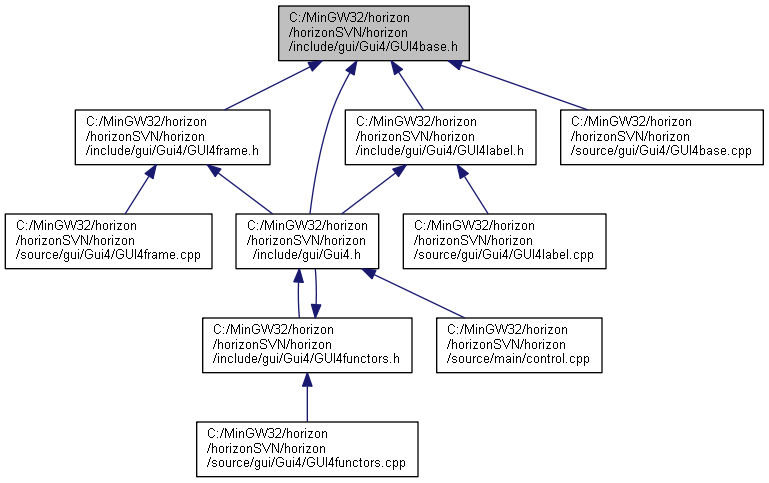 C:/MinGW32/horizon
/horizonSVN/horizon
/include/gui/Gui4/GUI4base.h
C:/MinGW32/horizon
/horizonSVN/horizon
/include/gui/Gui4/GUI4frame.h
C:/MinGW32/horizon
/horizonSVN/horizon
/include/gui/Gui4/GUI4label.h
C:/MinGW32/horizon
/horizonSVN/horizon
/source/gui/Gui4/GUI4base.cpp
C:/MinGW32/horizon
/horizonSVN/horizon
/source/gui/Gui4/GUI4frame.cpp
C:/MinGW32/horizon
/horizonSVN/horizon
/include/gui/Gui4.h
C:/MinGW32/horizon
/horizonSVN/horizon
/source/gui/Gui4/GUI4label.cpp
C:/MinGW32/horizon
/horizonSVN/horizon
/include/gui/Gui4/GUI4functors.h
C:/MinGW32/horizon
/horizonSVN/horizon
/source/main/control.cpp
C:/MinGW32/horizon
/horizonSVN/horizon
/source/gui/Gui4/GUI4functors.cpp